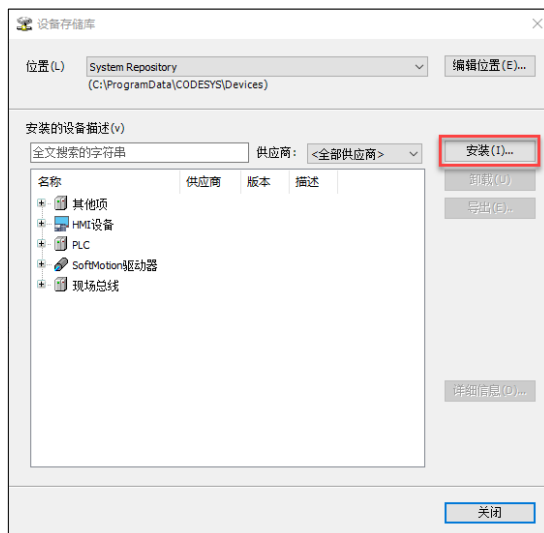 设备存储库
位置(L) System Repository 编辑位置(E)...
(C:\ProgramData\CODESYS\Devices)
安装的设备描述(v)
全文搜索的字符串 供应商: <全部供应商> 安装(I)...
名称 供应商 版本 描述 卸载(U)
其他项
导出(E)..
HMI设备
PLC
SoftMotion驱动器
现场总线
详细信息(D)...
关闭